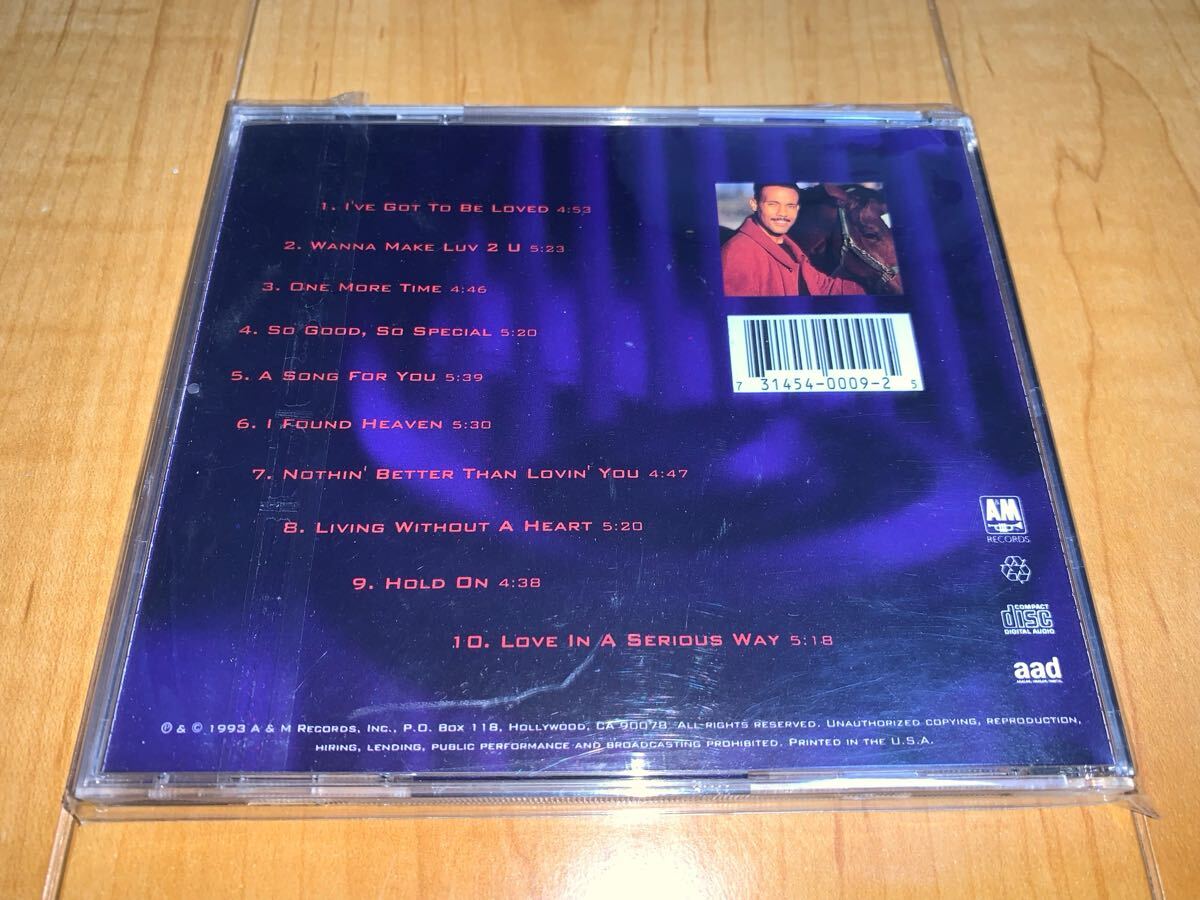 1. I've Got To Be Loved 4:53
2. Wanna Make Luv 2 U 5:23
3. One More Time 4:46
4. So Good, So Special 5:20
5. A Song For You 5:39
6. I Found Heaven 5:30
7. Nothin' Better Than Lovin' You 4:47
8. Living Without A Heart 5:20
9. Hold On 4:38
10. Love In A Serious Way 5:18
7 31454-0009-2 5
A&M
RECORDS
COMPACT
disc
DIGITAL AUDIO
aad
℗ & © 1993 A & M Records, Inc., P.O. Box 118, Hollywood, CA 90078. All rights reserved. Unauthorized copying, reproduction,
hiring, lending, public performance and broadcasting prohibited. Printed in the U.S.A.